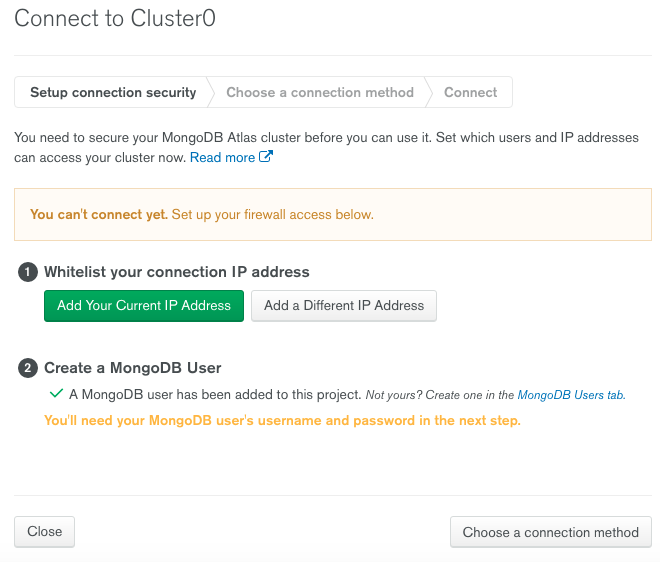 Connect to Cluster0
Setup connection security
Choose a connection method
Connect
You need to secure your MongoDB Atlas cluster before you can use it. Set which users and IP addresses
can access your cluster now. Read more
You can't connect yet. Set up your firewall access below.
1 Whitelist your connection IP address
Add Your Current IP Address
Add a Different IP Address
2 Create a MongoDB User
A MongoDB user has been added to this project. Not yours? Create one in the MongoDB Users tab.
You'll need your MongoDB user's username and password in the next step.
Close
Choose a connection method